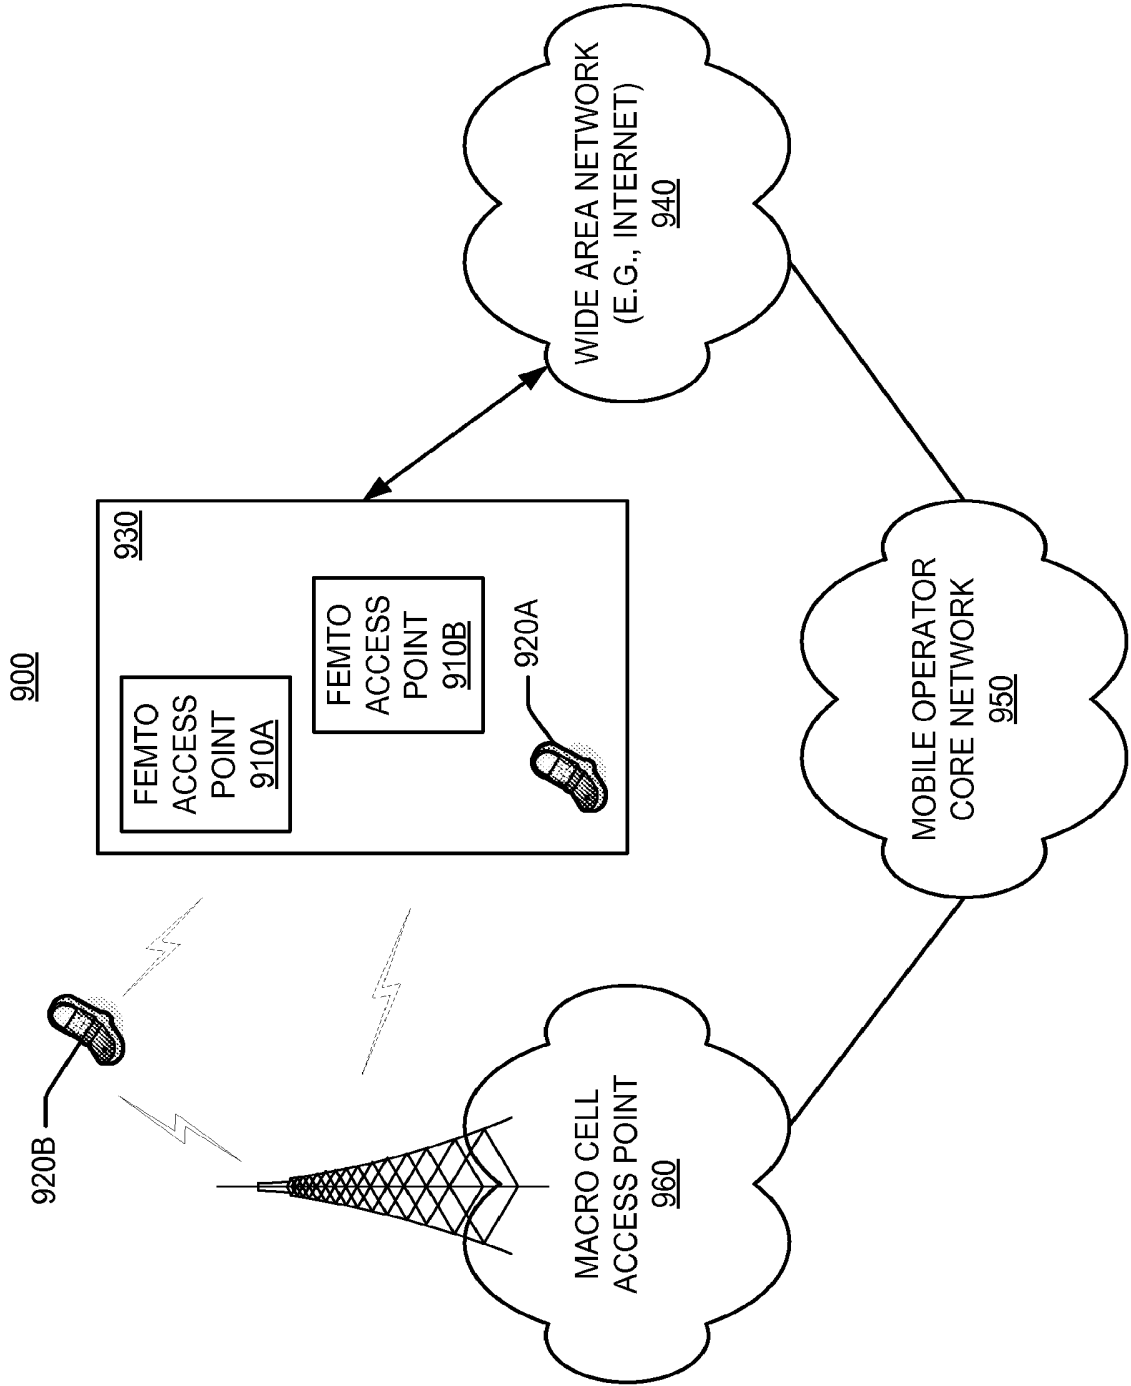 900
920B
930
FEMTO
ACCESS
POINT
910A
FEMTO
ACCESS
POINT
910B
920A
MACRO CELL
ACCESS POINT
960
WIDE AREA NETWORK
(E.G., INTERNET)
940
MOBILE OPERATOR
CORE NETWORK
950